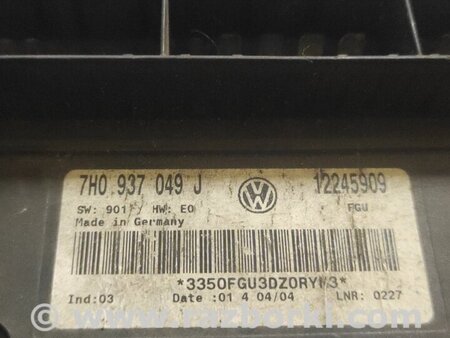 7H0 937 049 J 12245909
SW: 901 / HW: E0 FGU
Made in Germany
*3350FGU3DZ0RYM3*
Ind:03 Date :01 4 04/04 LNR: 0227
www.razborki.com